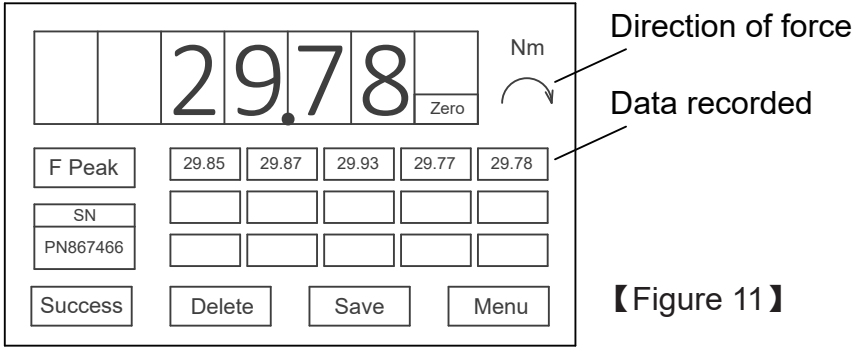 Direction of force
Nm
29.78
Zero
Data recorded
F Peak
29.85 29.87 29.93 29.77 29.78
SN
PN867466
Success Delete Save Menu
【Figure 11】